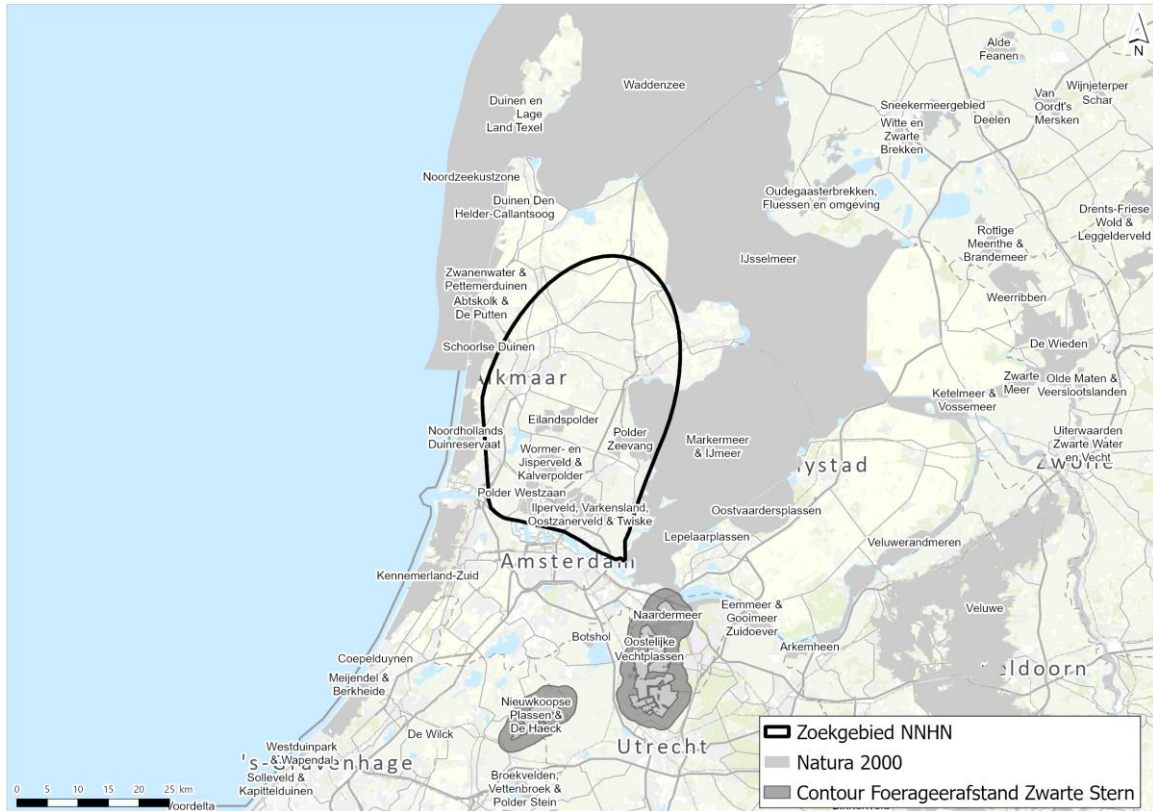 Alde
Feanen
N
Waddenzee
Wijnjeterper
Schar
Van
Oordt's
Mersken
Duinen en
Lage
Land Texel
Sneekermeergebied
Deelen
Witte en
Zwarte
Brekken
Noordzeekustzone
Oudegaasterbrekken,
Fluessen en omgeving
Duinen Den
Helder-Callantsoog
Drents-Friese
Wold &
Leggelderveld
Rottige
Meenthe &
Brandemeer
IJsselmeer
Zwanenwater &
Pettemerduinen
Abtskolk &
De Putten
Weerribben
Schoorlse Duinen
De Wieden
Alkmaar
Zwarte
Meer
Olde Maten &
Veerslootslanden
Ketelmeer &
Vossemeer
Eilandspolder
Noordhollands
Duinreservaat
Polder
Zeevang
Markermeer
& IJmeer
Uiterwaarden
Zwarte Water
en Vecht
Wormer- en
Jisperveld &
Kalverpolder
lystad
Zwolle
Polder Westzaan
Ilperveld, Varkensland,
Oostzanerveld & Twiske
Oostvaardersplassen
Lepelaarplassen
Veluwerandmeren
Amsterdam
Kennemerland-Zuid
Naardermeer
Eemmeer &
Gooimeer
Zuidoever
Veluwe
Botshol
Oostelijke
Vechtplassen
Arkemheen
Coepelduynen
eldoorn
Meijendel &
Berkheide
Nieuwkoopse
Plassen &
De Haeck
De Wilck
Utrecht
Westduinpark
& Wapendal
's-Gravenhage
Solleveld &
Kapittelduinen
Broekvelden,
Vettenbroek &
Polder Stein
Voordelta
0 5 10 15 20 25 km
Zoekgebied NNHN
Natura 2000
Contour Foerageerafstand Zwarte Stern